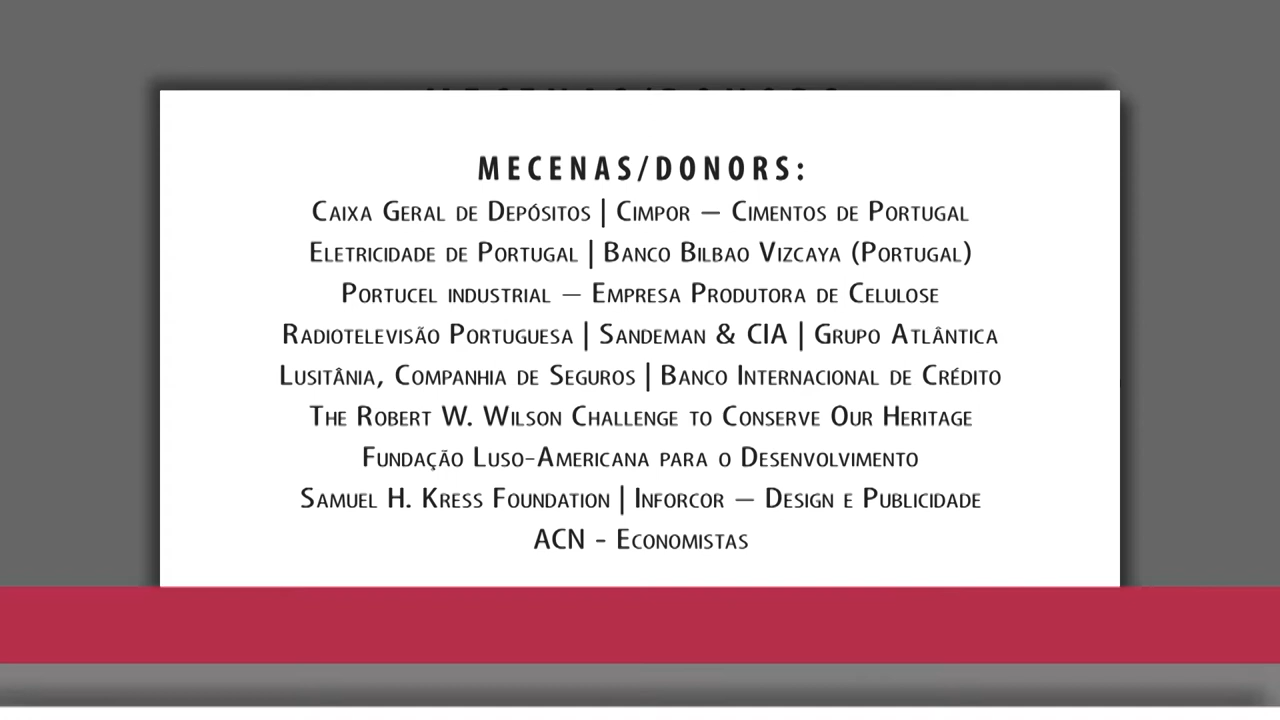 MECENAS/DONORS:
Caixa Geral de Depósitos | Cimpor – Cimentos de Portugal
Eletricidade de Portugal | Banco Bilbao Vizcaya (Portugal)
Portucel industrial – Empresa Produtora de Celulose
Radiotelevisão Portuguesa | Sandeman & CIA | Grupo Atlântica
Lusitânia, Companhia de Seguros | Banco Internacional de Crédito
The Robert W. Wilson Challenge to Conserve Our Heritage
Fundação Luso-Americana para o Desenvolvimento
Samuel H. Kress Foundation | Inforcor – Design e Publicidade
ACN - Economistas